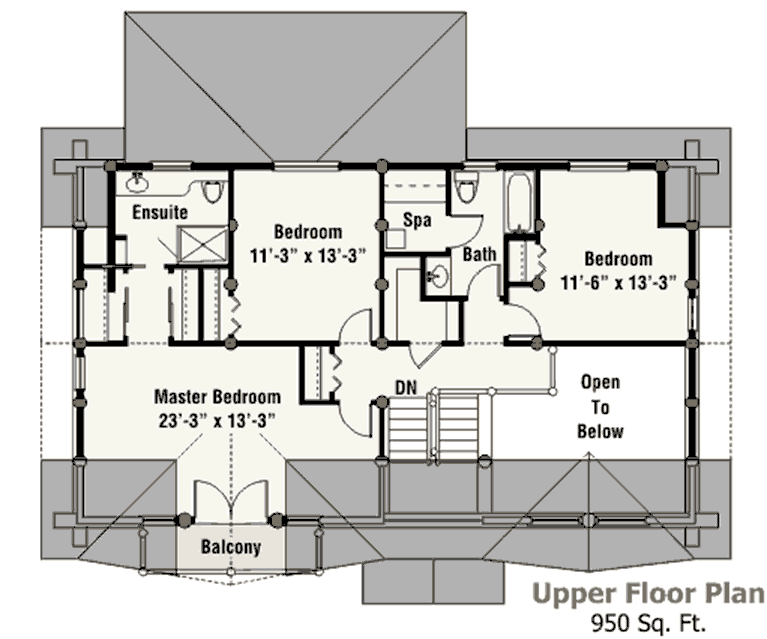 Ensuite
Bedroom
11'-3" x 13'-3"
Spa
Bath
Bedroom
11'-6" x 13'-3"
Master Bedroom
23'-3" x 13'-3"
DN
Open
To
Below
Balcony
Upper Floor Plan
950 Sq. Ft.